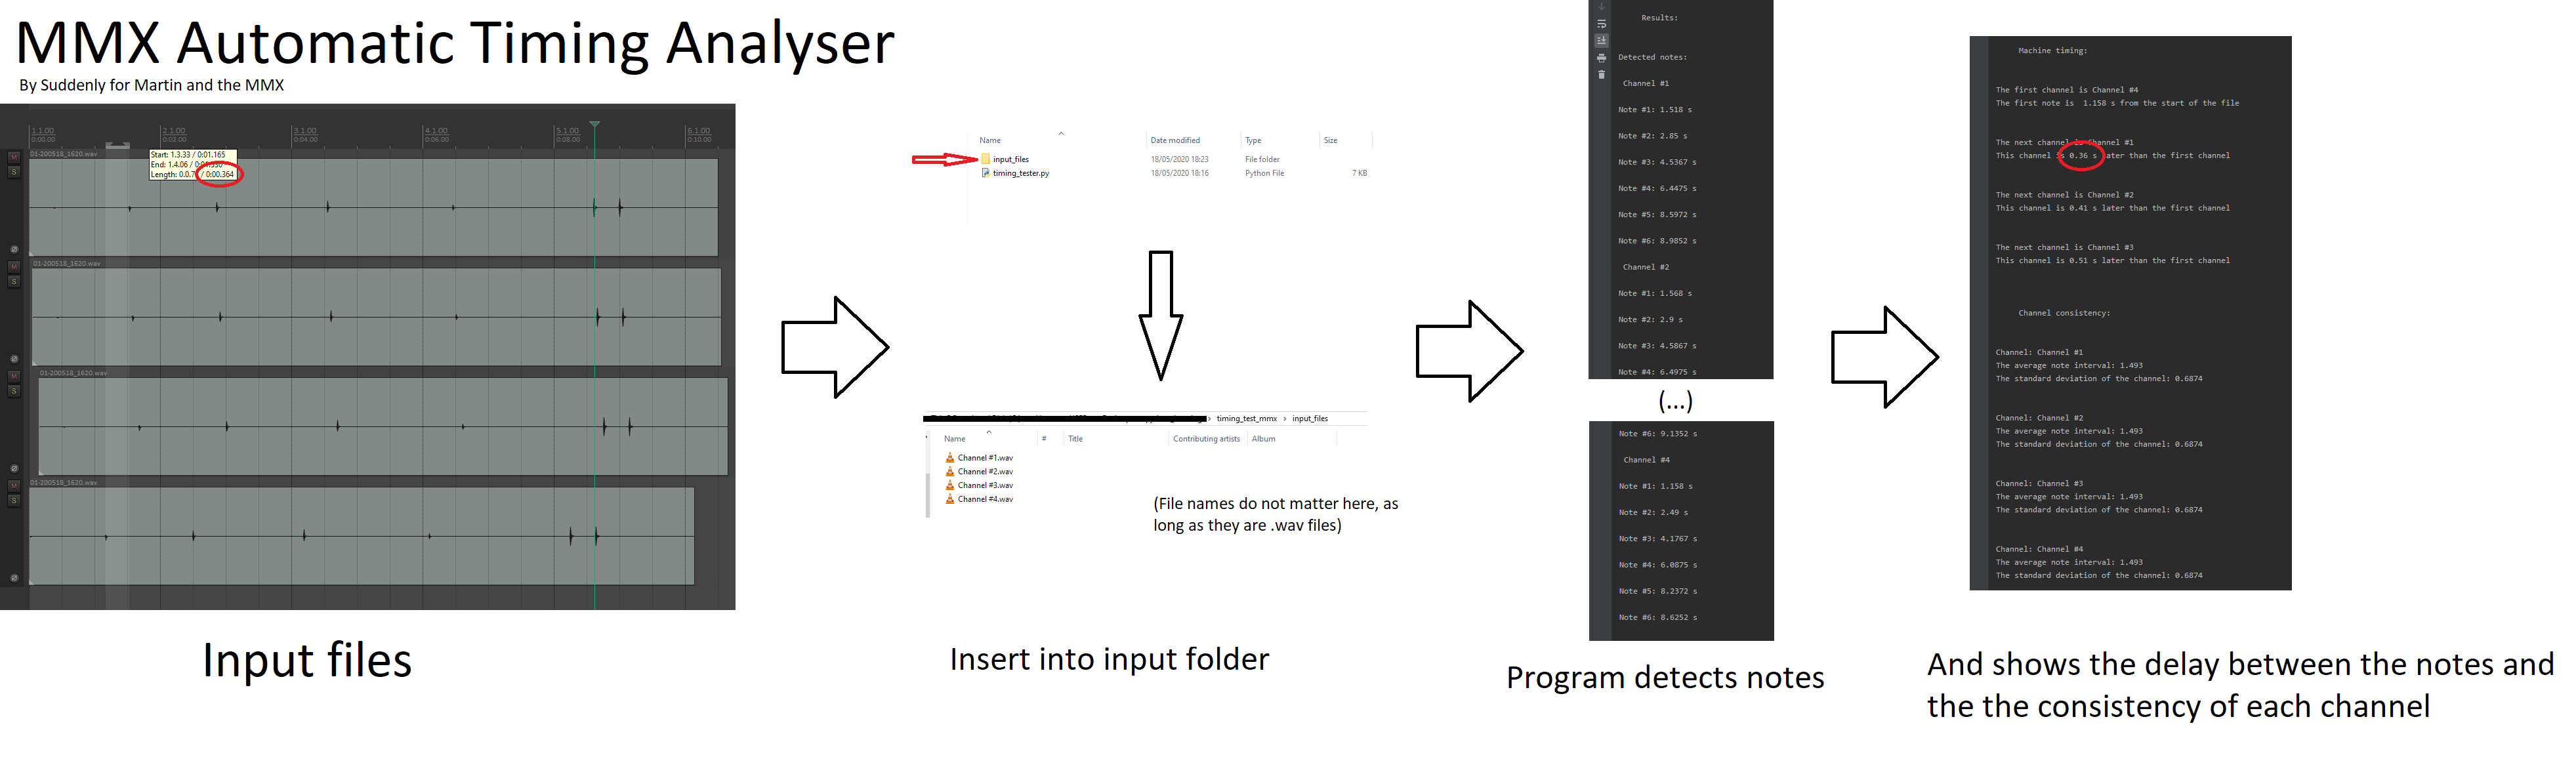 MMX Automatic Timing Analyser
By Suddenly for Martin and the MMX
1.1.00 2.1.00 3.1.00 4.1.00 5.1.00 6.1.00
0:00.00 0:02.00 0:04.00 0:06.00 0:08.00 0:10.00
01-200518_1620.wav
Start: 1.3.33 / 0:01.165
End: 1.4.06 /
Length: 0.0.7 / 0:00.364
M
S
Ø
01-200518_1620.wav
M
S
Ø
01-200518_1620.wav
M
S
Ø
01-200518_1620.wav
M
S
Ø
Input files
Name Date modified Type Size
input_files 18/05/2020 18:23 File folder
timing_tester.py 18/05/2020 18:16 Python File 7 KB
timing_test_mmx > input_files
Name # Title Contributing artists Album
Channel #1.wav
Channel #2.wav
Channel #3.wav
Channel #4.wav
(File names do not matter here, as
long as they are .wav files)
Insert into input folder
Results:
Detected notes:
Channel #1
Note #1: 1.518 s
Note #2: 2.85 s
Note #3: 4.5367 s
Note #4: 6.4475 s
Note #5: 8.5972 s
Note #6: 8.9852 s
Channel #2
Note #1: 1.568 s
Note #2: 2.9 s
Note #3: 4.5867 s
Note #4: 6.4975 s
(...)
Note #6: 9.1352 s
Channel #4
Note #1: 1.158 s
Note #2: 2.49 s
Note #3: 4.1767 s
Note #4: 6.0875 s
Note #5: 8.2372 s
Note #6: 8.6252 s
Program detects notes
Machine timing:
The first channel is Channel #4
The first note is 1.158 s from the start of the file
The next channel is Channel #1
This channel is 0.36 s later than the first channel
The next channel is Channel #2
This channel is 0.41 s later than the first channel
The next channel is Channel #3
This channel is 0.51 s later than the first channel
Channel consistency:
Channel: Channel #1
The average note interval: 1.493
The standard deviation of the channel: 0.6874
Channel: Channel #2
The average note interval: 1.493
The standard deviation of the channel: 0.6874
Channel: Channel #3
The average note interval: 1.493
The standard deviation of the channel: 0.6874
Channel: Channel #4
The average note interval: 1.493
The standard deviation of the channel: 0.6874
And shows the delay between the notes and
the the consistency of each channel